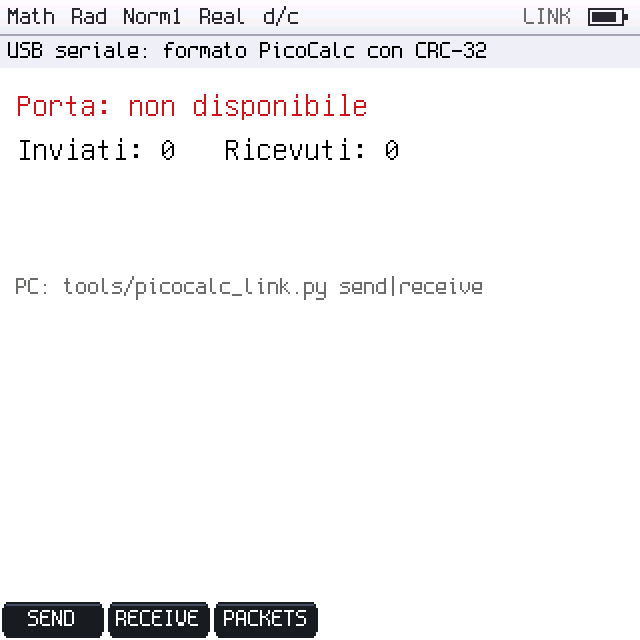 Math Rad Norm1 Real d/c LINK
USB seriale: formato PicoCalc con CRC-32
Porta: non disponibile
Inviati: 0 Ricevuti: 0
PC: tools/picocalc_link.py send|receive
SEND RECEIVE PACKETS